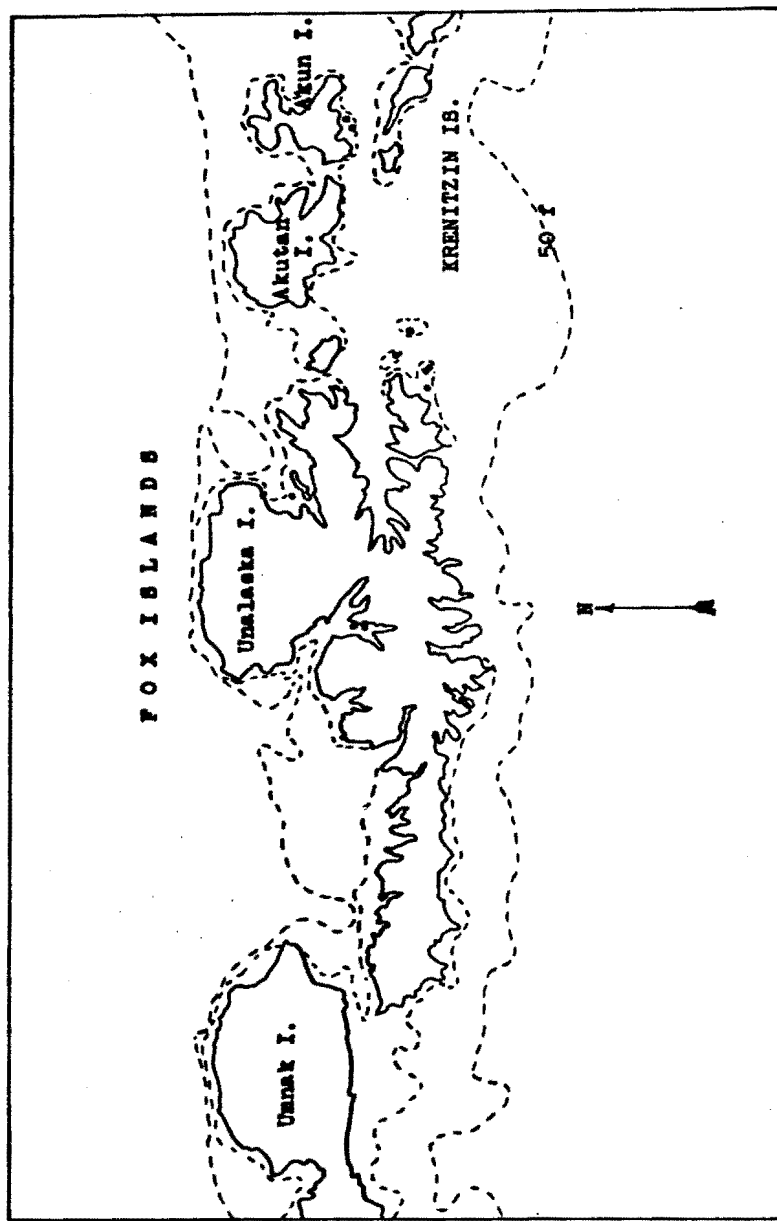 FOX ISLANDS
Umnak I.
Unalaska I.
Akutan
I.
Akun I.
KRENITZIN IS.
50 f
N